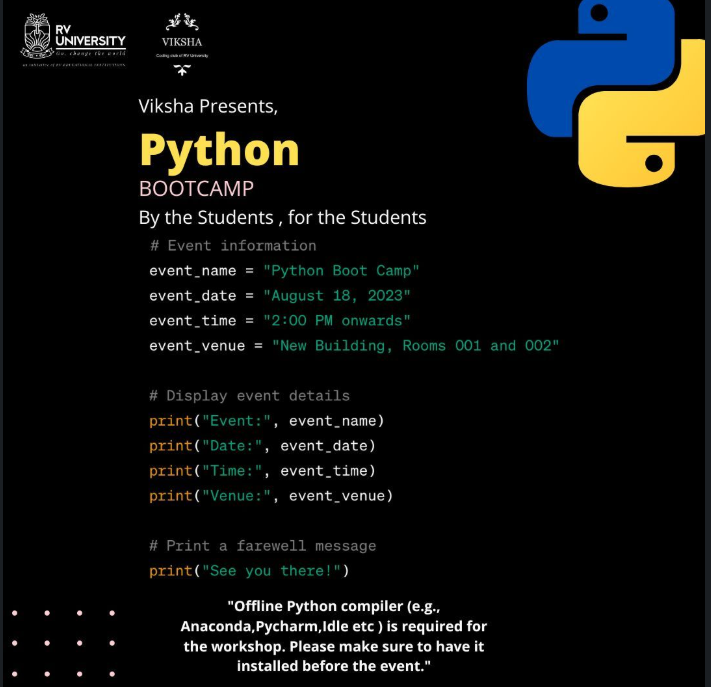 RV
UNIVERSITY
Go, change the world
VIKSHA
Coding club of RV University
Viksha Presents,
Python
BOOTCAMP
By the Students , for the Students
# Event information
event_name = "Python Boot Camp"
event_date = "August 18, 2023"
event_time = "2:00 PM onwards"
event_venue = "New Building, Rooms 001 and 002"
# Display event details
print("Event:", event_name)
print("Date:", event_date)
print("Time:", event_time)
print("Venue:", event_venue)
# Print a farewell message
print("See you there!")
"Offline Python compiler (e.g.,
Anaconda,Pycharm,Idle etc ) is required for
the workshop. Please make sure to have it
installed before the event."